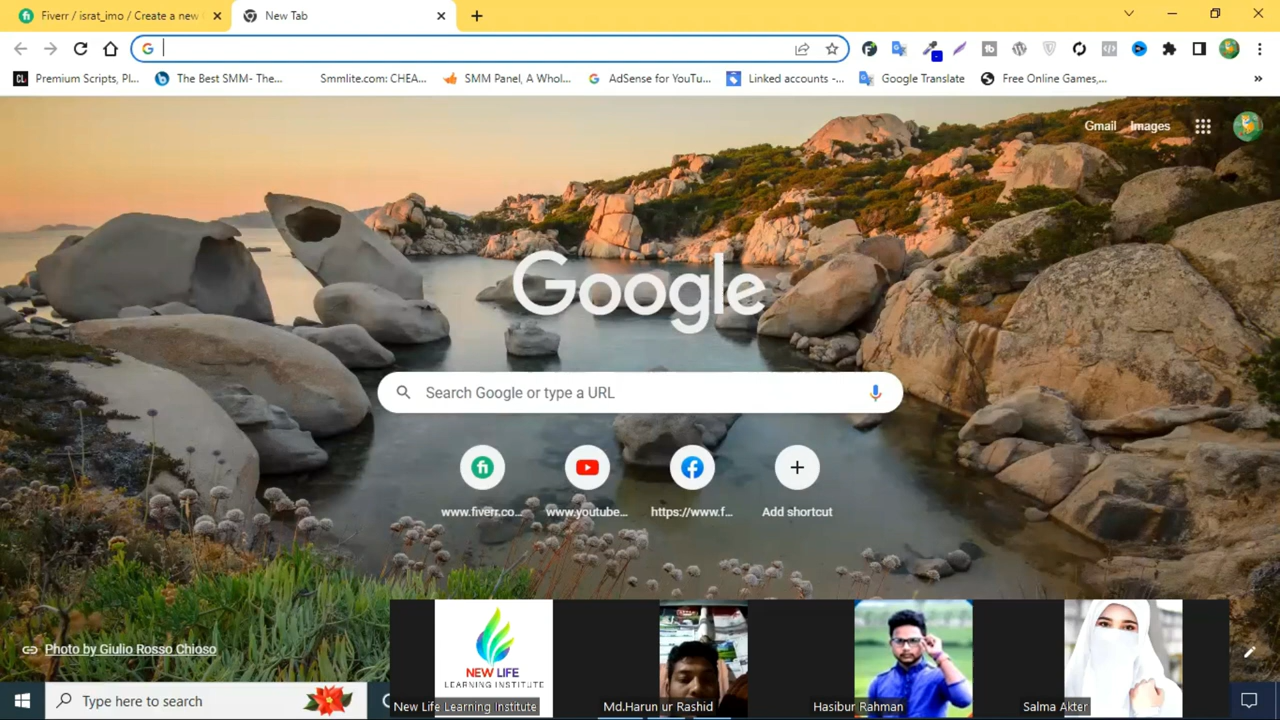 Fiverr / israt_imo / Create a new
New Tab
Premium Scripts, Pl...
The Best SMM- The...
Smmlite.com: CHEA...
SMM Panel, A Whol...
AdSense for YouTu...
Linked accounts -...
Google Translate
Free Online Games,...
Gmail
Images
Google
Search Google or type a URL
www.fiverr.co...
www.youtube...
https://www.f...
Add shortcut
Photo by Giulio Rosso Chioso
NEW LIFE
LEARNING INSTITUTE
New Life Learning Institute
Md.Harun ur Rashid
Hasibur Rahman
Salma Akter
Type here to search